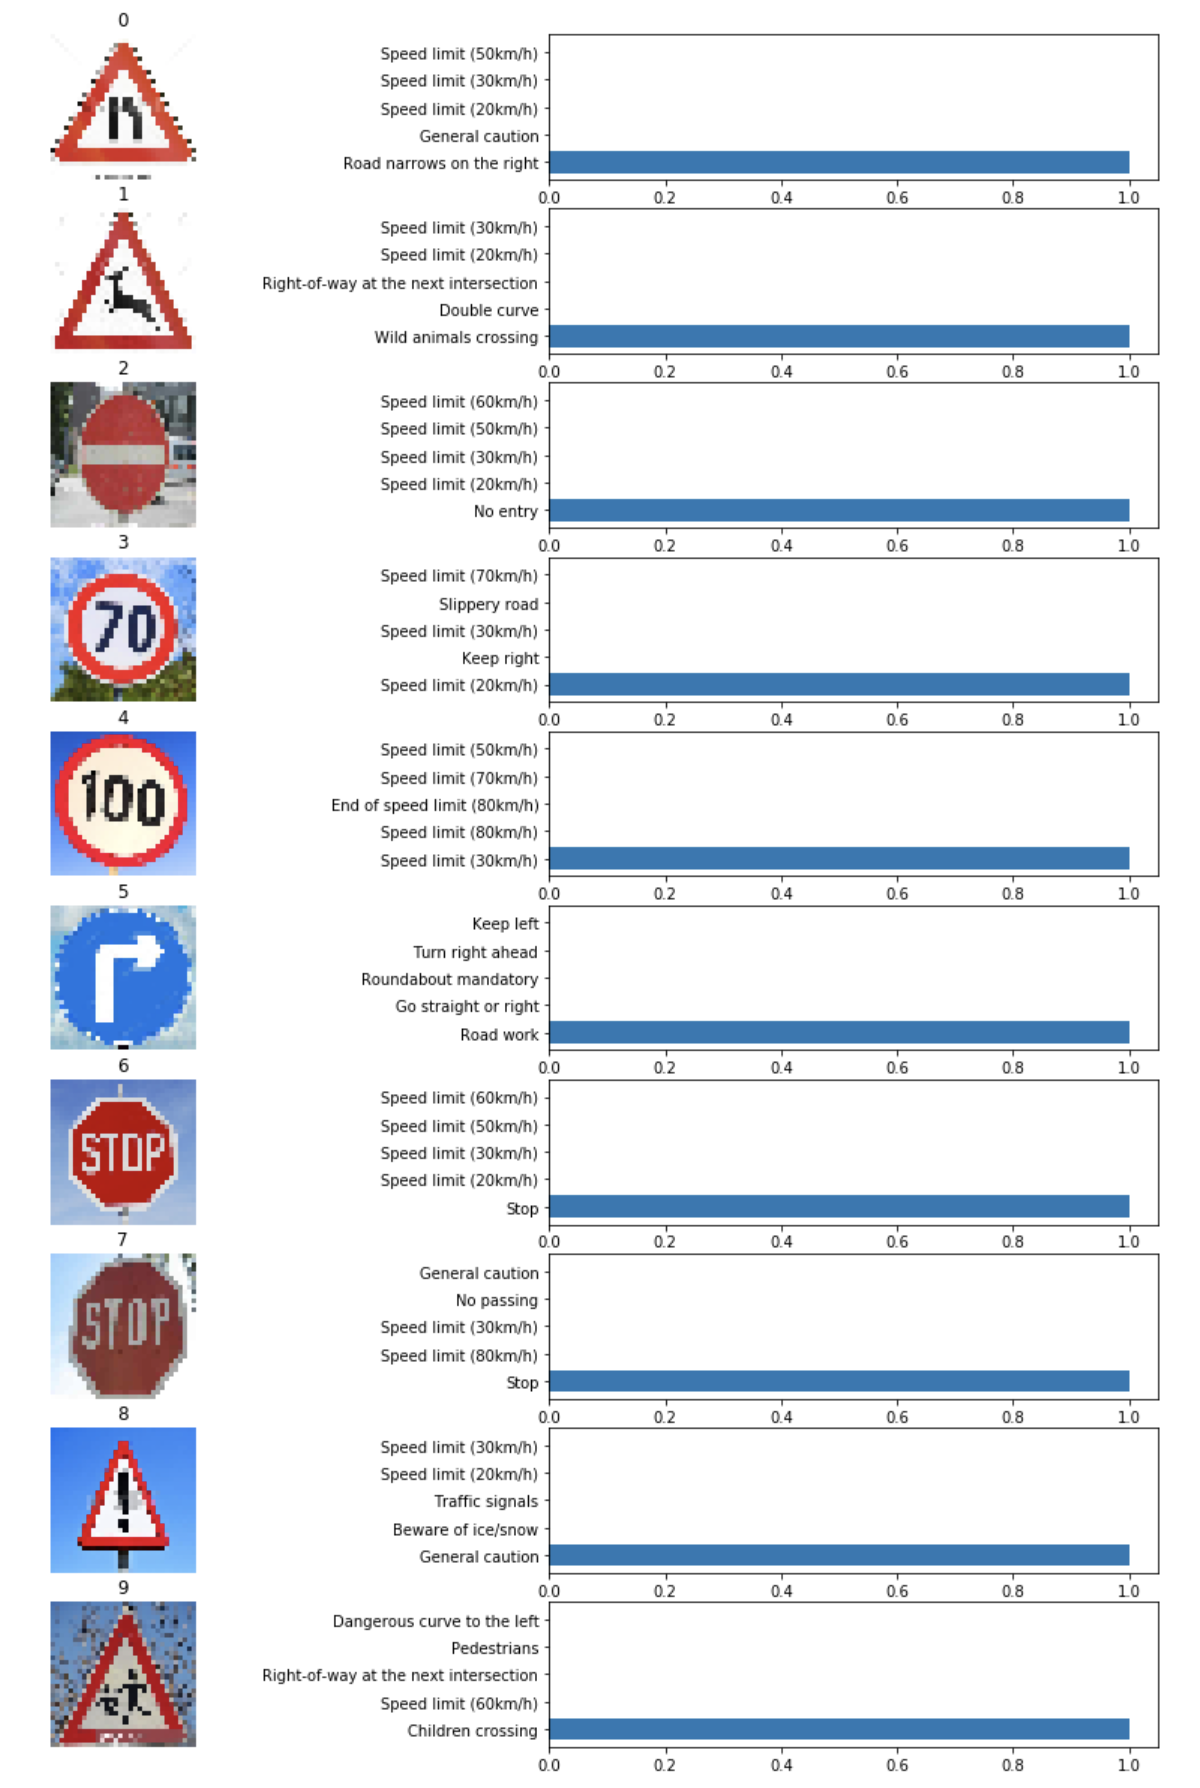 0
Speed limit (50km/h)
Speed limit (30km/h)
Speed limit (20km/h)
General caution
Road narrows on the right
0.0 0.2 0.4 0.6 0.8 1.0
1
Speed limit (30km/h)
Speed limit (20km/h)
Right-of-way at the next intersection
Double curve
Wild animals crossing
0.0 0.2 0.4 0.6 0.8 1.0
2
Speed limit (60km/h)
Speed limit (50km/h)
Speed limit (30km/h)
Speed limit (20km/h)
No entry
0.0 0.2 0.4 0.6 0.8 1.0
3
70
Speed limit (70km/h)
Slippery road
Speed limit (30km/h)
Keep right
Speed limit (20km/h)
0.0 0.2 0.4 0.6 0.8 1.0
4
100
Speed limit (50km/h)
Speed limit (70km/h)
End of speed limit (80km/h)
Speed limit (80km/h)
Speed limit (30km/h)
0.0 0.2 0.4 0.6 0.8 1.0
5
Keep left
Turn right ahead
Roundabout mandatory
Go straight or right
Road work
0.0 0.2 0.4 0.6 0.8 1.0
6
STOP
Speed limit (60km/h)
Speed limit (50km/h)
Speed limit (30km/h)
Speed limit (20km/h)
Stop
0.0 0.2 0.4 0.6 0.8 1.0
7
STOP
General caution
No passing
Speed limit (30km/h)
Speed limit (80km/h)
Stop
0.0 0.2 0.4 0.6 0.8 1.0
8
!
Speed limit (30km/h)
Speed limit (20km/h)
Traffic signals
Beware of ice/snow
General caution
0.0 0.2 0.4 0.6 0.8 1.0
9
Dangerous curve to the left
Pedestrians
Right-of-way at the next intersection
Speed limit (60km/h)
Children crossing
0.0 0.2 0.4 0.6 0.8 1.0